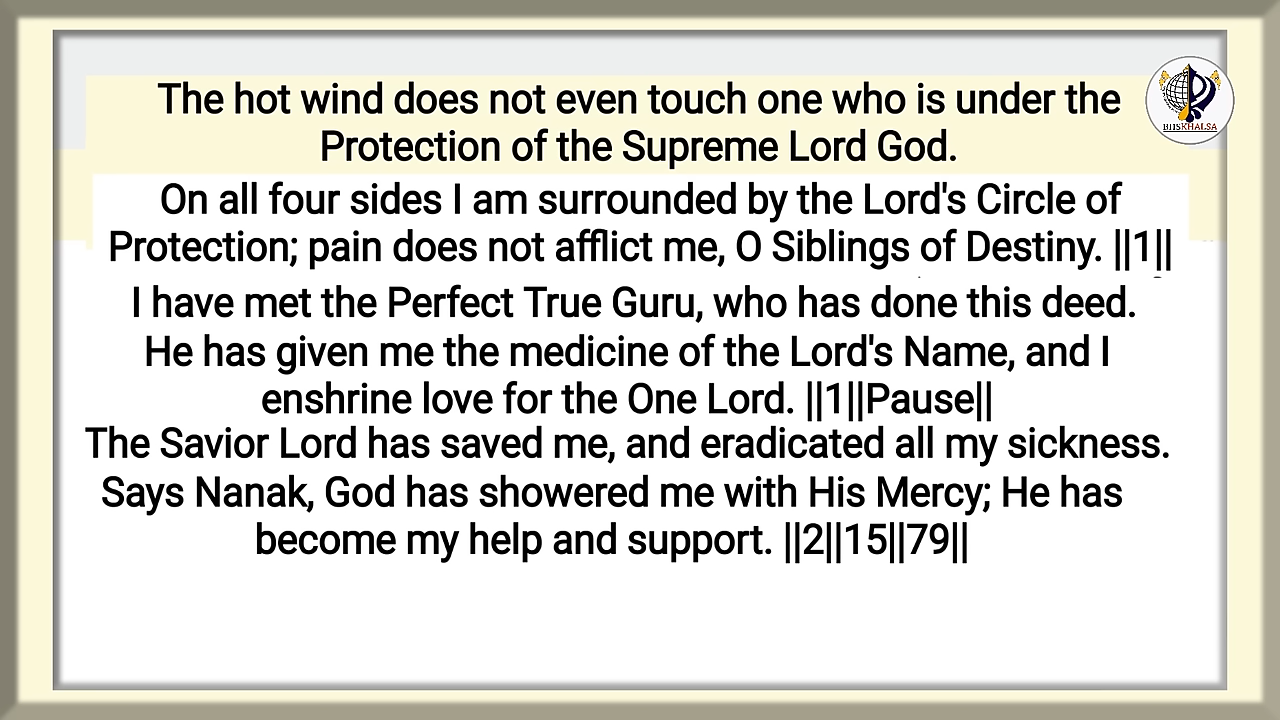 The hot wind does not even touch one who is under the
Protection of the Supreme Lord God.
On all four sides I am surrounded by the Lord's Circle of
Protection; pain does not afflict me, O Siblings of Destiny. ||1||
I have met the Perfect True Guru, who has done this deed.
He has given me the medicine of the Lord's Name, and I
enshrine love for the One Lord. ||1||Pause||
The Savior Lord has saved me, and eradicated all my sickness.
Says Nanak, God has showered me with His Mercy; He has
become my help and support. ||2||15||79||
BIISKHALSA